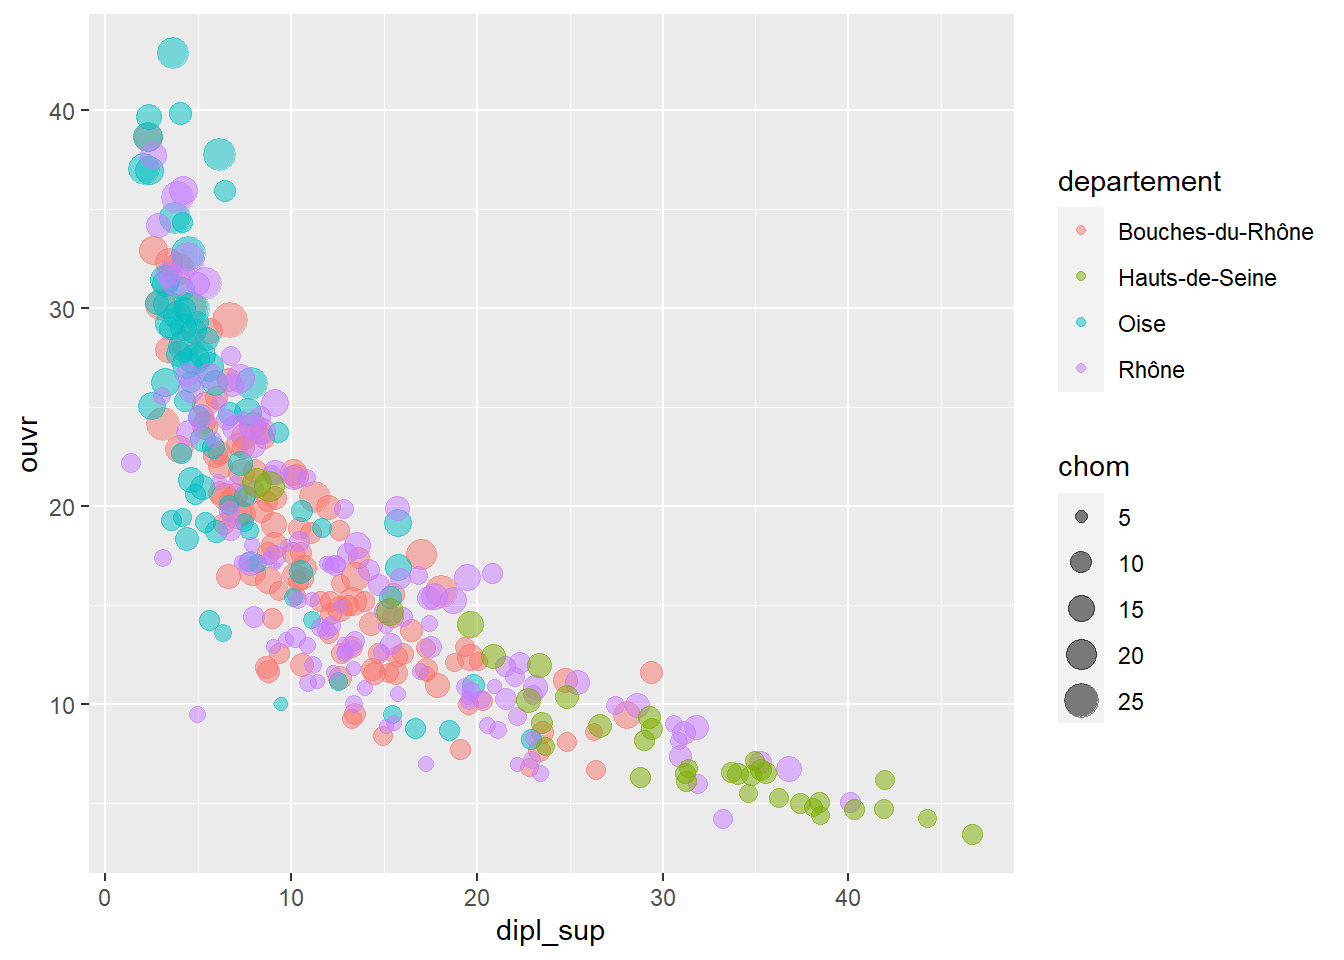 40
30
20
10
ouvr
0 10 20 30 40
dipl_sup
departement
Bouches-du-Rhône
Hauts-de-Seine
Oise
Rhône
chom
5
10
15
20
25